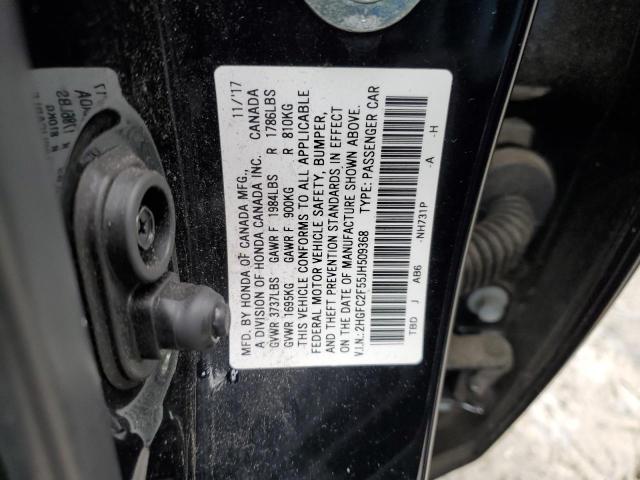 MFD. BY HONDA OF CANADA MFG., 11/'17
A DIVISION OF HONDA CANADA INC. CANADA
GVWR 3737LBS GAWR F 1984LBS R 1786LBS
GVWR 1695KG GAWR F 900KG R 810KG
THIS VEHICLE CONFORMS TO ALL APPLICABLE
FEDERAL MOTOR VEHICLE SAFETY, BUMPER,
AND THEFT PREVENTION STANDARDS IN EFFECT
ON THE DATE OF MANUFACTURE SHOWN ABOVE.
V.I.N.: 2HGFC2F55JH509368 TYPE: PASSENGER CAR
TBD J AB6 -NH731P -A -H